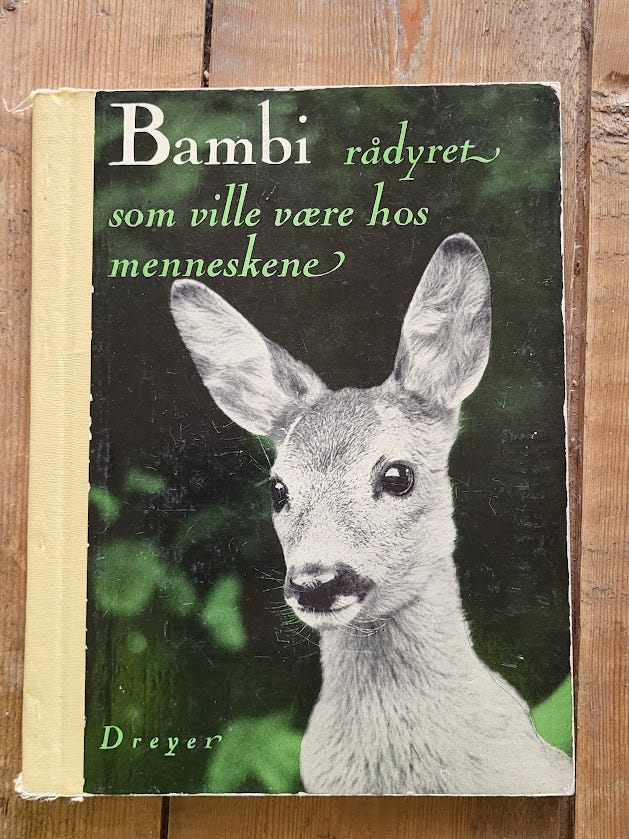 Bambi rådyret
som ville være hos
menneskene
Dreyer